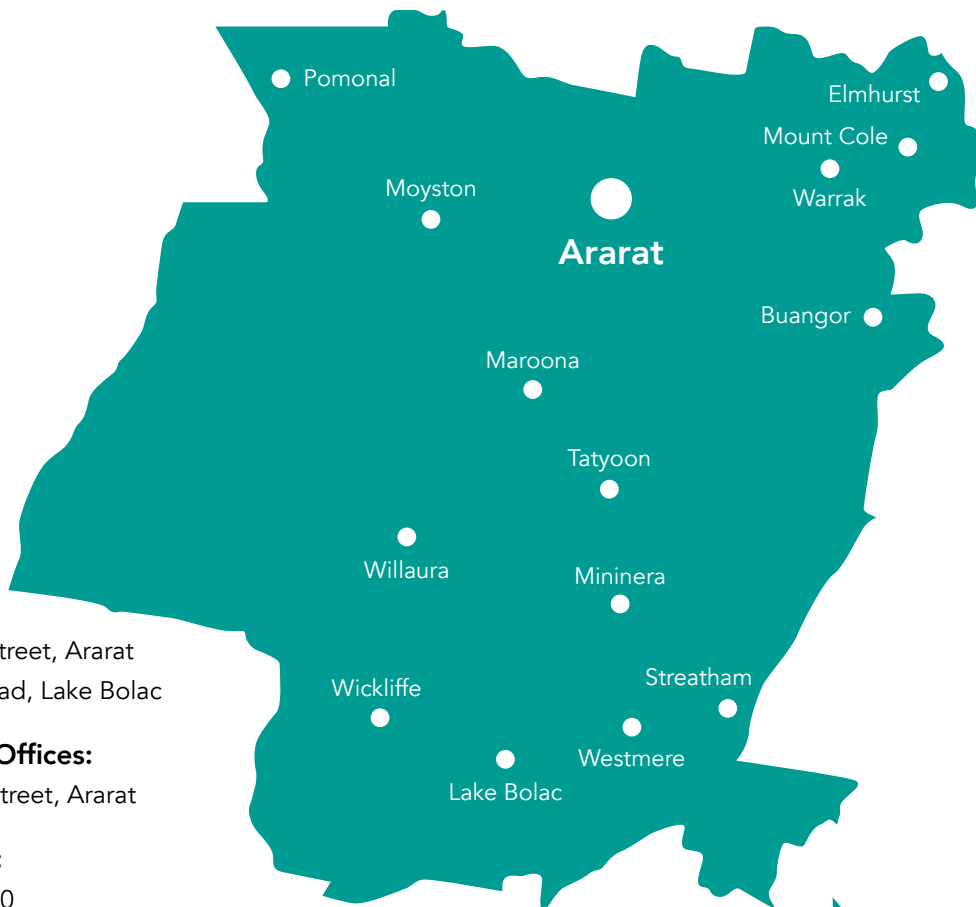 Pomonal
Elmhurst
Mount Cole
Moyston
Warrak
Ararat
Buangor
Maroona
Tatyoon
Willaura
Mininera
treet, Ararat
Streatham
ad, Lake Bolac
Wickliffe
Offices:
Westmere
treet, Ararat
Lake Bolac
:
0